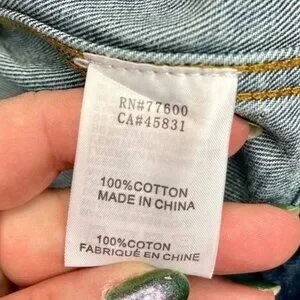 RN#77600
CA#45831
100%COTTON
MADE IN CHINA
100%COTON
FABRIQUÉ EN CHINE